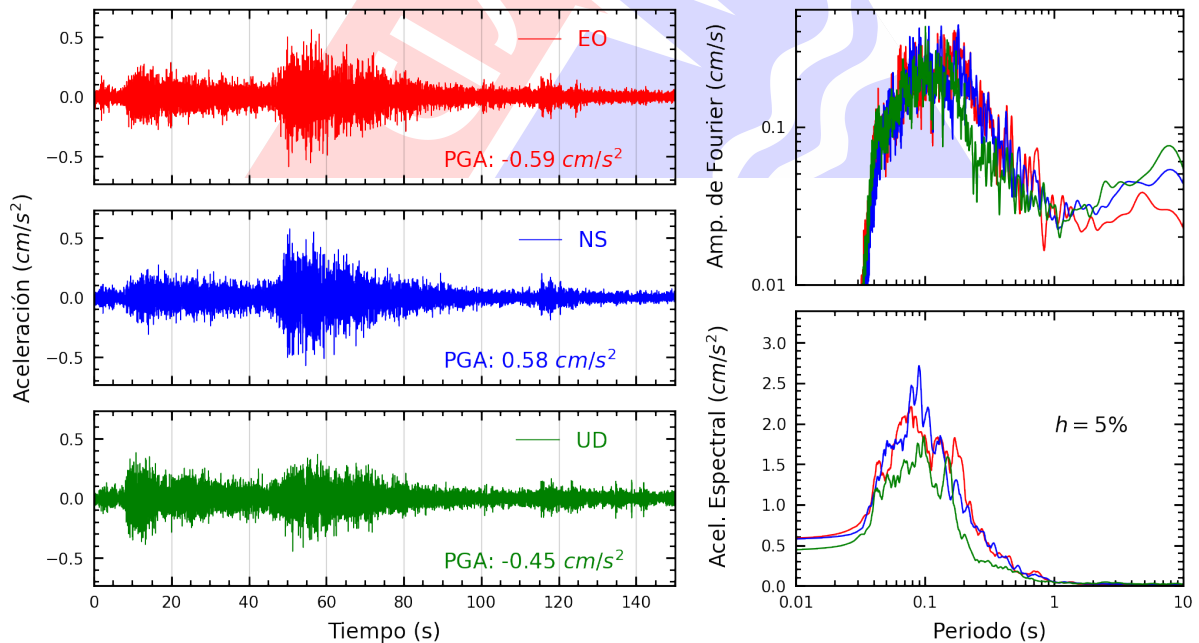 Aceleración (cm/s²)
0.5
0.0
−0.5
EO
PGA: -0.59 cm/s²
0.5
0.0
−0.5
NS
PGA: 0.58 cm/s²
0.5
0.0
−0.5
UD
PGA: -0.45 cm/s²
0 20 40 60 80 100 120 140
Tiempo (s)
Amp. de Fourier (cm/s)
0.1
0.01
Acel. Espectral (cm/s²)
3.0
2.5
2.0
1.5
1.0
0.5
0.0
h = 5%
0.01 0.1 1 10
Periodo (s)